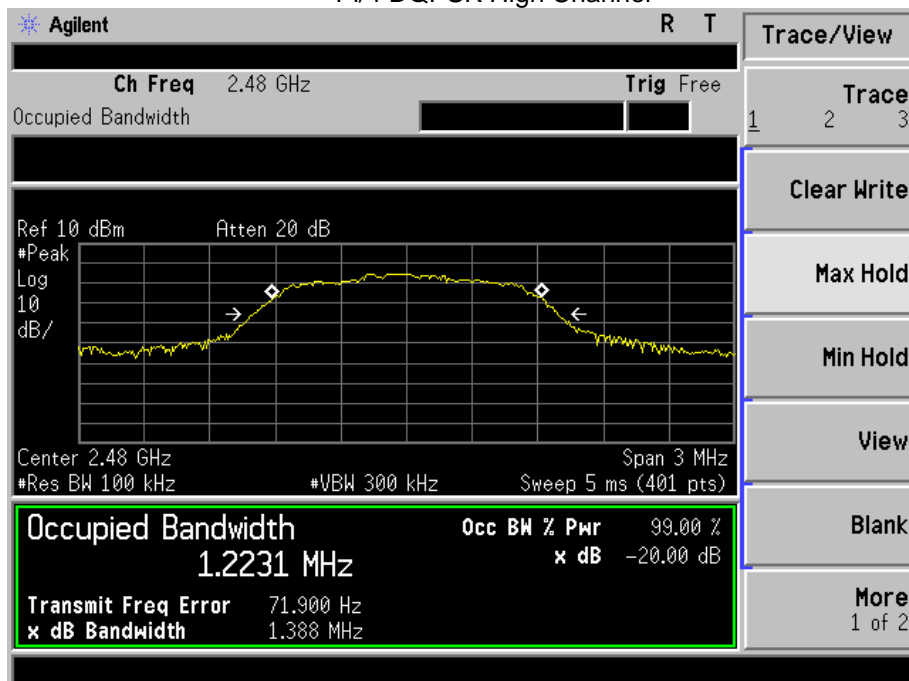 Agilent R T
Trace/View
Ch Freq 2.48 GHz Trig Free
Occupied Bandwidth
Trace
1 2 3
Clear Write
Ref 10 dBm Atten 20 dB
#Peak
Log
10
dB/
Max Hold
Min Hold
View
Center 2.48 GHz Span 3 MHz
#Res BW 100 kHz #VBW 300 kHz Sweep 5 ms (401 pts)
Occupied Bandwidth Occ BW % Pwr 99.00 %
1.2231 MHz x dB -20.00 dB
Blank
Transmit Freq Error 71.900 Hz
x dB Bandwidth 1.388 MHz
More
1 of 2